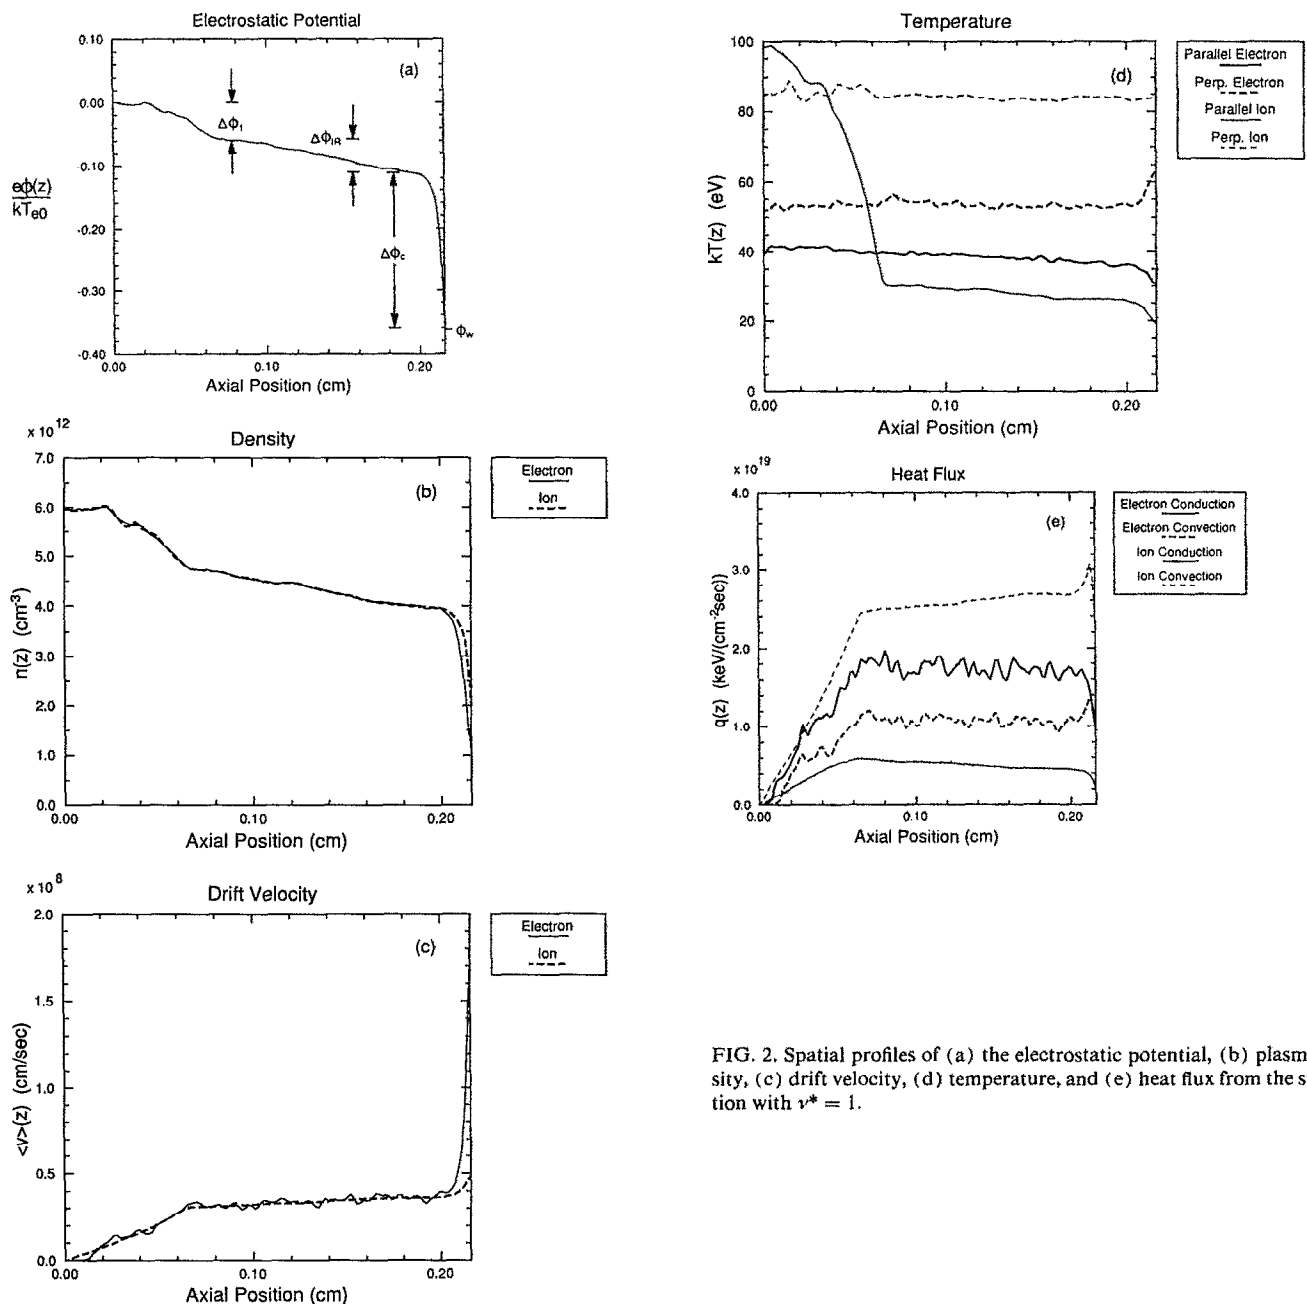 Electrostatic Potential
0.10
0.00
-0.10
-0.20
-0.30
-0.40
(a)
Δϕ₁
ΔϕIR
Δϕc
ϕw
eϕ(z)
kTe0
0.00
0.10
0.20
Axial Position (cm)
x 10¹²
Density
7.0
6.0
5.0
4.0
3.0
2.0
1.0
0.0
(b)
n(z) (cm⁻³)
0.00
0.10
0.20
Axial Position (cm)
Electron
Ion
x 10⁸
Drift Velocity
2.0
1.5
1.0
0.5
0.0
(c)
<v>(z) (cm/sec)
0.00
0.10
0.20
Axial Position (cm)
Electron
Ion
Temperature
100
80
60
40
20
0
(d)
kT(z) (eV)
0.00
0.10
0.20
Axial Position (cm)
Parallel Electron
Perp. Electron
Parallel Ion
Perp. Ion
x 10¹⁹
Heat Flux
4.0
3.0
2.0
1.0
0.0
(e)
q(z) (keV/(cm⁻²sec))
0.00
0.10
0.20
Axial Position (cm)
Electron Conduction
Electron Convection
Ion Conduction
Ion Convection
FIG. 2. Spatial profiles of (a) the electrostatic potential, (b) plasm
sity, (c) drift velocity, (d) temperature, and (e) heat flux from the s
tion with ν* = 1.